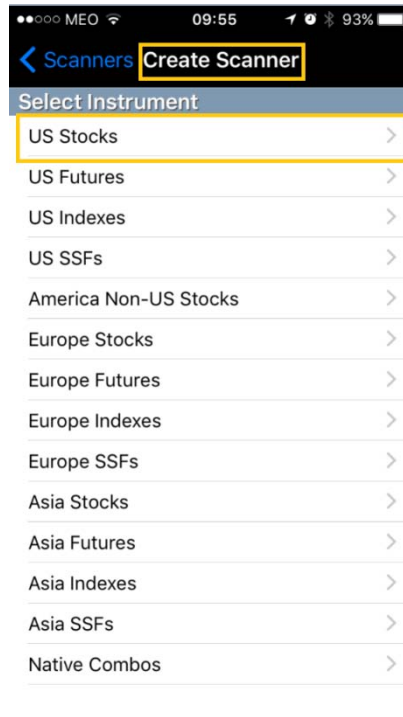 MEO 09:55 93%
Scanners Create Scanner
Select Instrument
US Stocks
US Futures
US Indexes
US SSFs
America Non-US Stocks
Europe Stocks
Europe Futures
Europe Indexes
Europe SSFs
Asia Stocks
Asia Futures
Asia Indexes
Asia SSFs
Native Combos